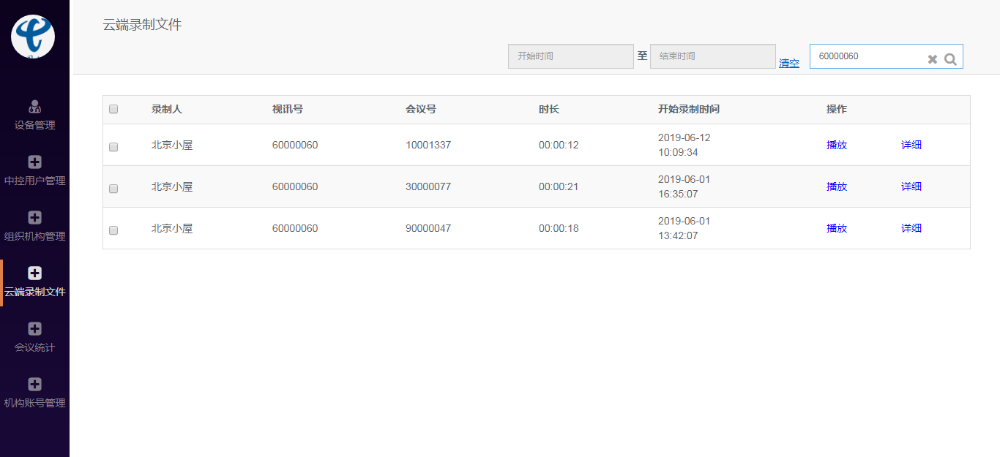 云端录制文件
开始时间 至 结束时间 清空 60000060
设备管理
中控用户管理
组织机构管理
云端录制文件
会议统计
机构账号管理
录制人 视讯号 会议号 时长 开始录制时间 操作
北京小屋 60000060 10001337 00:00:12 2019-06-12 播放 详细
10:09:34
北京小屋 60000060 30000077 00:00:21 2019-06-01 播放 详细
16:35:07
北京小屋 60000060 90000047 00:00:18 2019-06-01 播放 详细
13:42:07